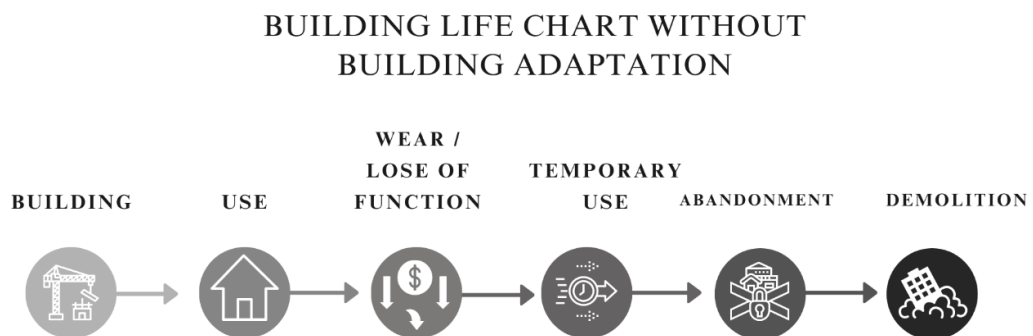 BUILDING LIFE CHART WITHOUT
BUILDING ADAPTATION
BUILDING
USE
WEAR /
LOSE OF
FUNCTION
TEMPORARY
USE
ABANDONMENT
DEMOLITION
$